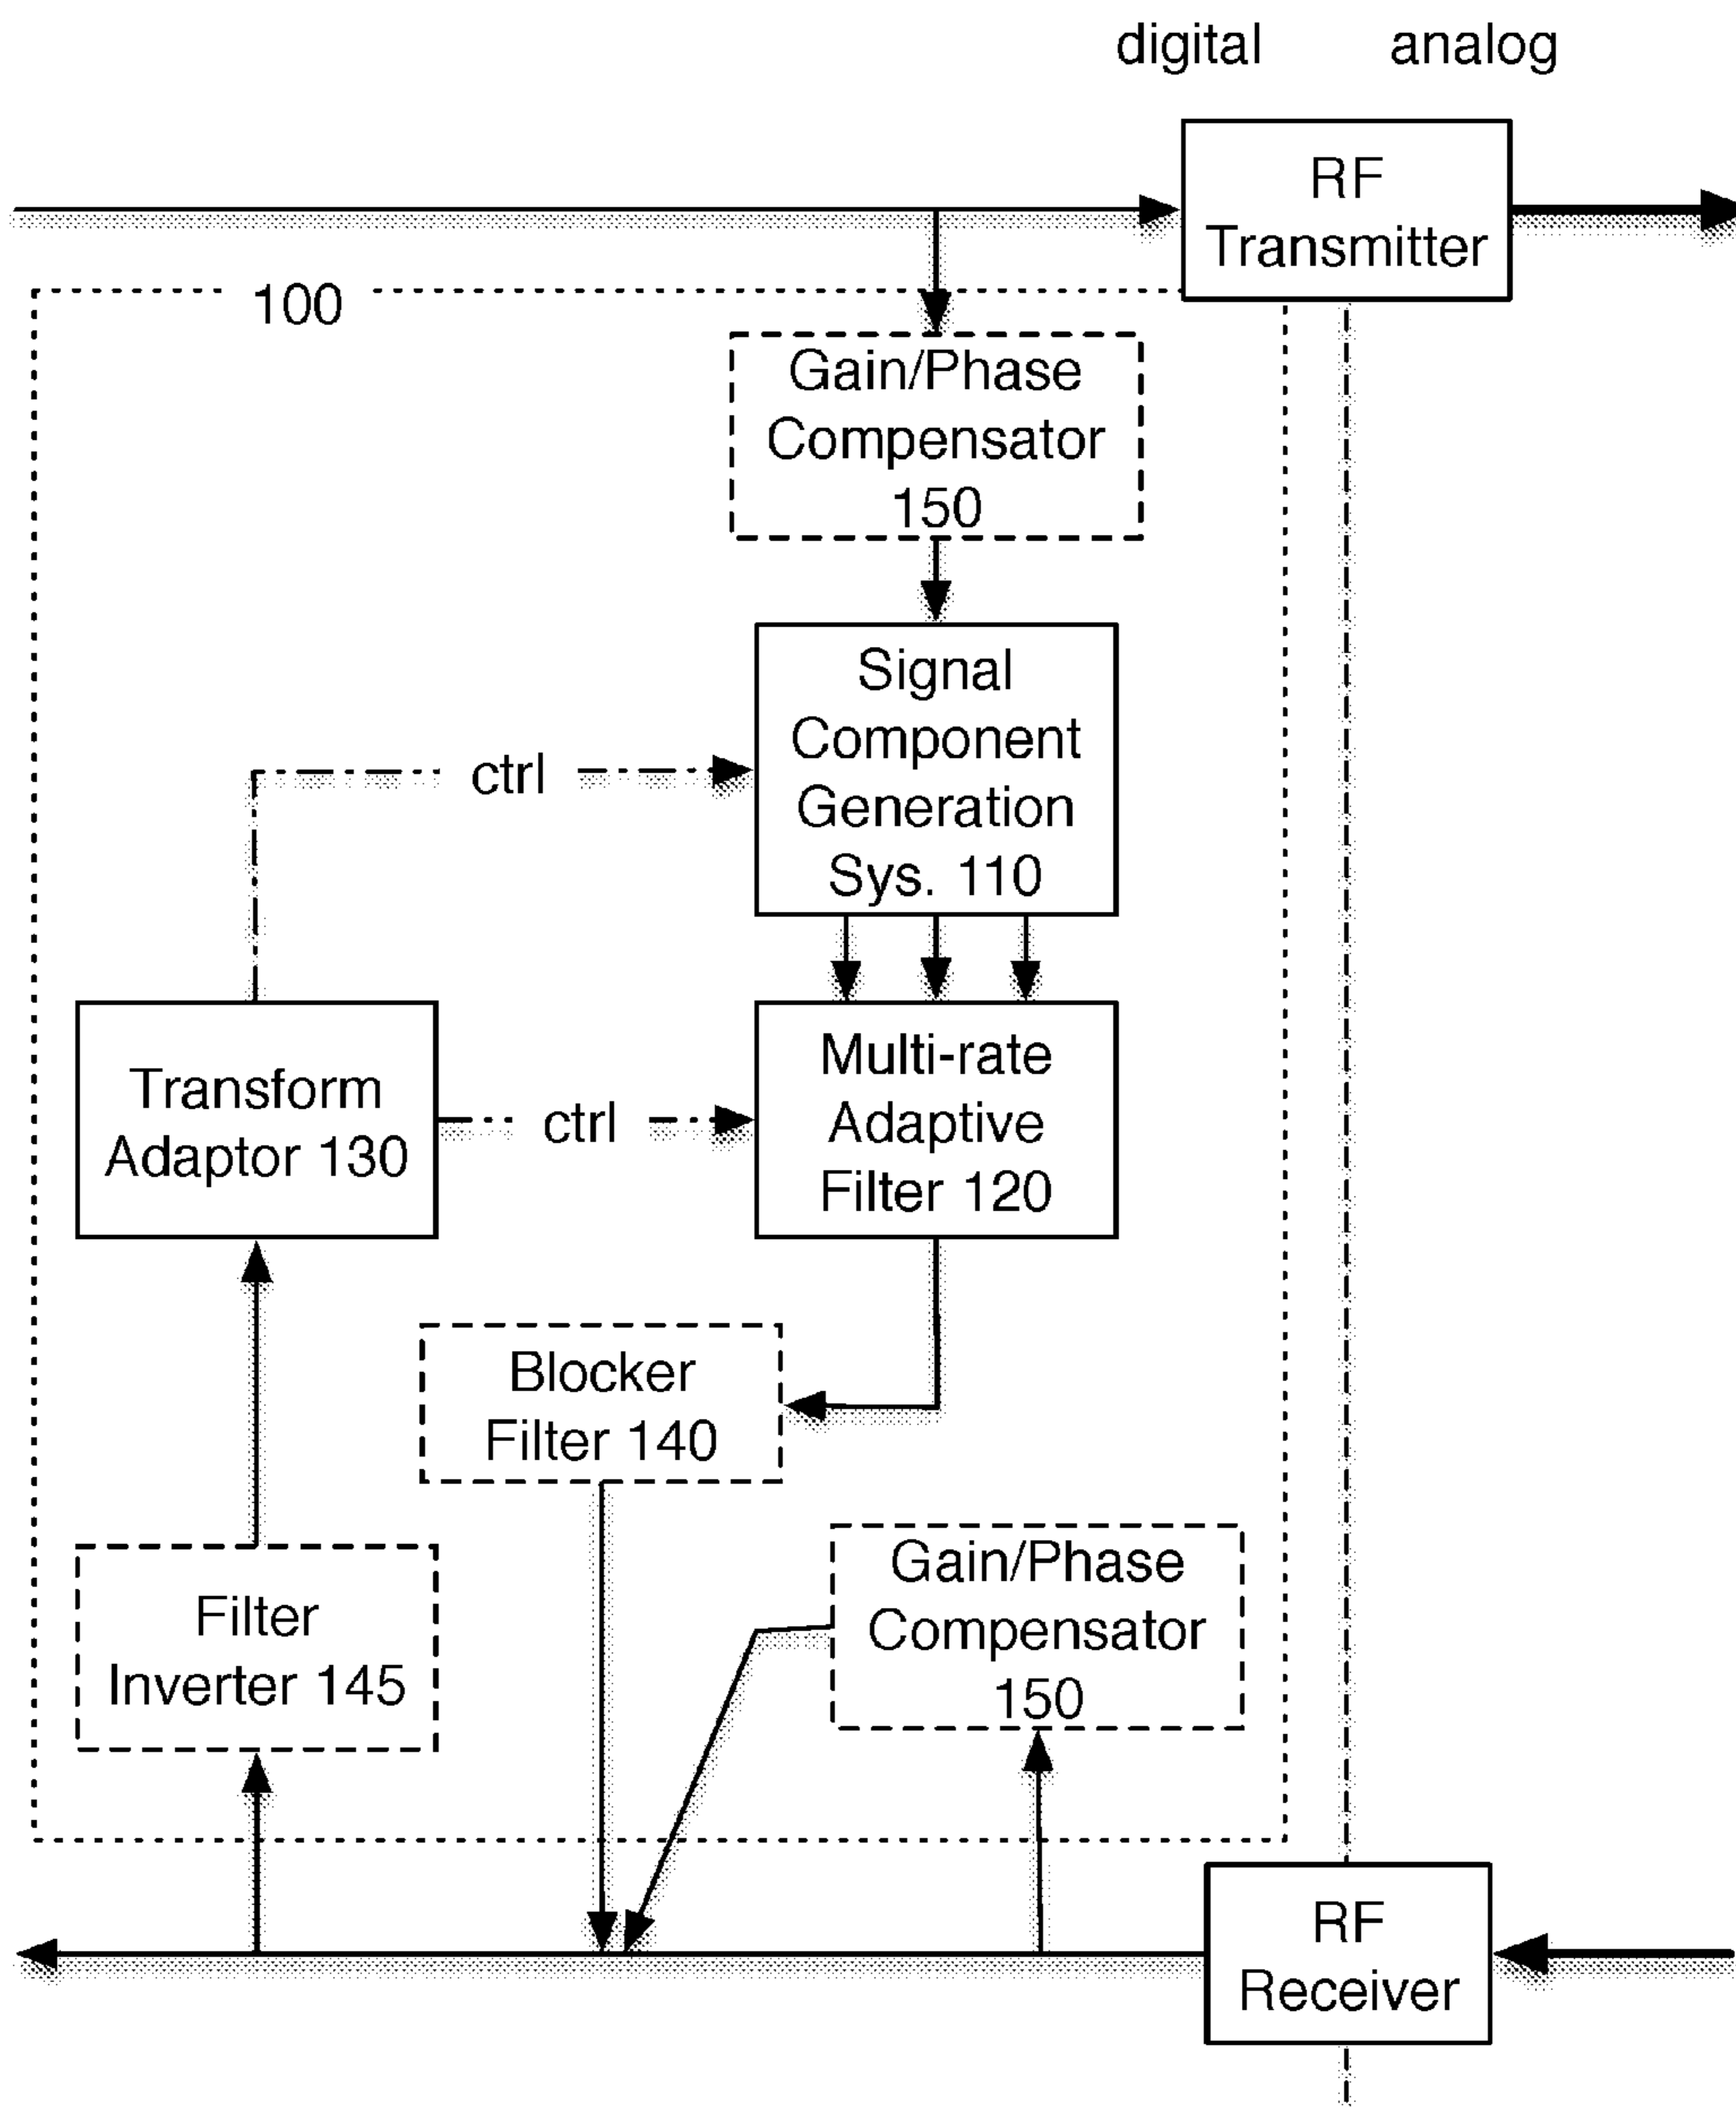 digital analog
RF
Transmitter
100
Gain/Phase
Compensator
150
Signal
Component
Generation
Sys. 110
ctrl
Transform
Adaptor 130
ctrl
Multi-rate
Adaptive
Filter 120
Blocker
Filter 140
Filter
Inverter 145
Gain/Phase
Compensator
150
RF
Receiver